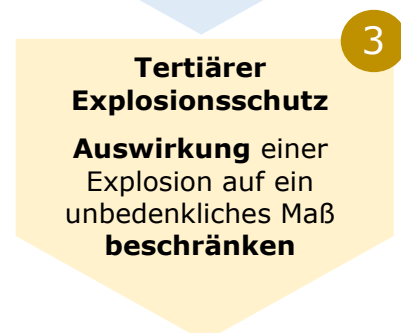 3
Tertiärer
Explosionsschutz
Auswirkung einer
Explosion auf ein
unbedenkliches Maß
beschränken